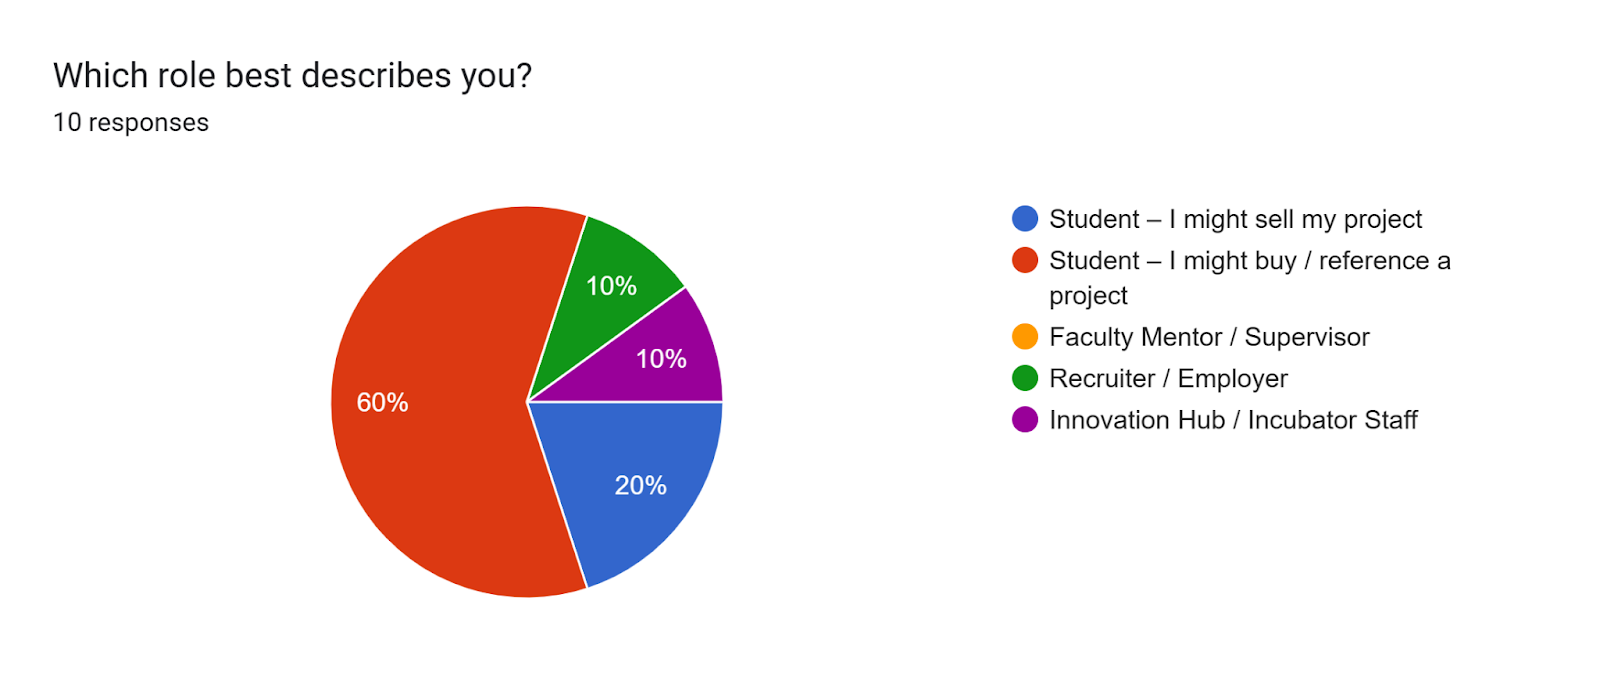 Which role best describes you?
10 responses
10%
10%
60%
20%
Student – I might sell my project
Student – I might buy / reference a
project
Faculty Mentor / Supervisor
Recruiter / Employer
Innovation Hub / Incubator Staff